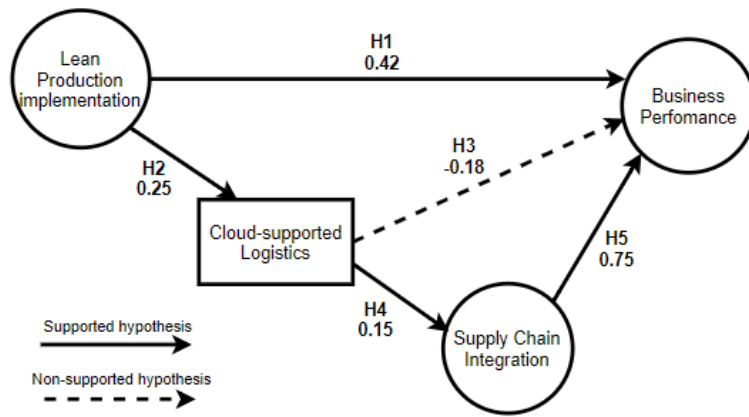 Lean
Production
implementation
H1
0.42
Business
Perfomance
H2
0.25
H3
-0.18
Cloud-supported
Logistics
H5
0.75
H4
0.15
Supply Chain
Integration
Supported hypothesis
Non-supported hypothesis